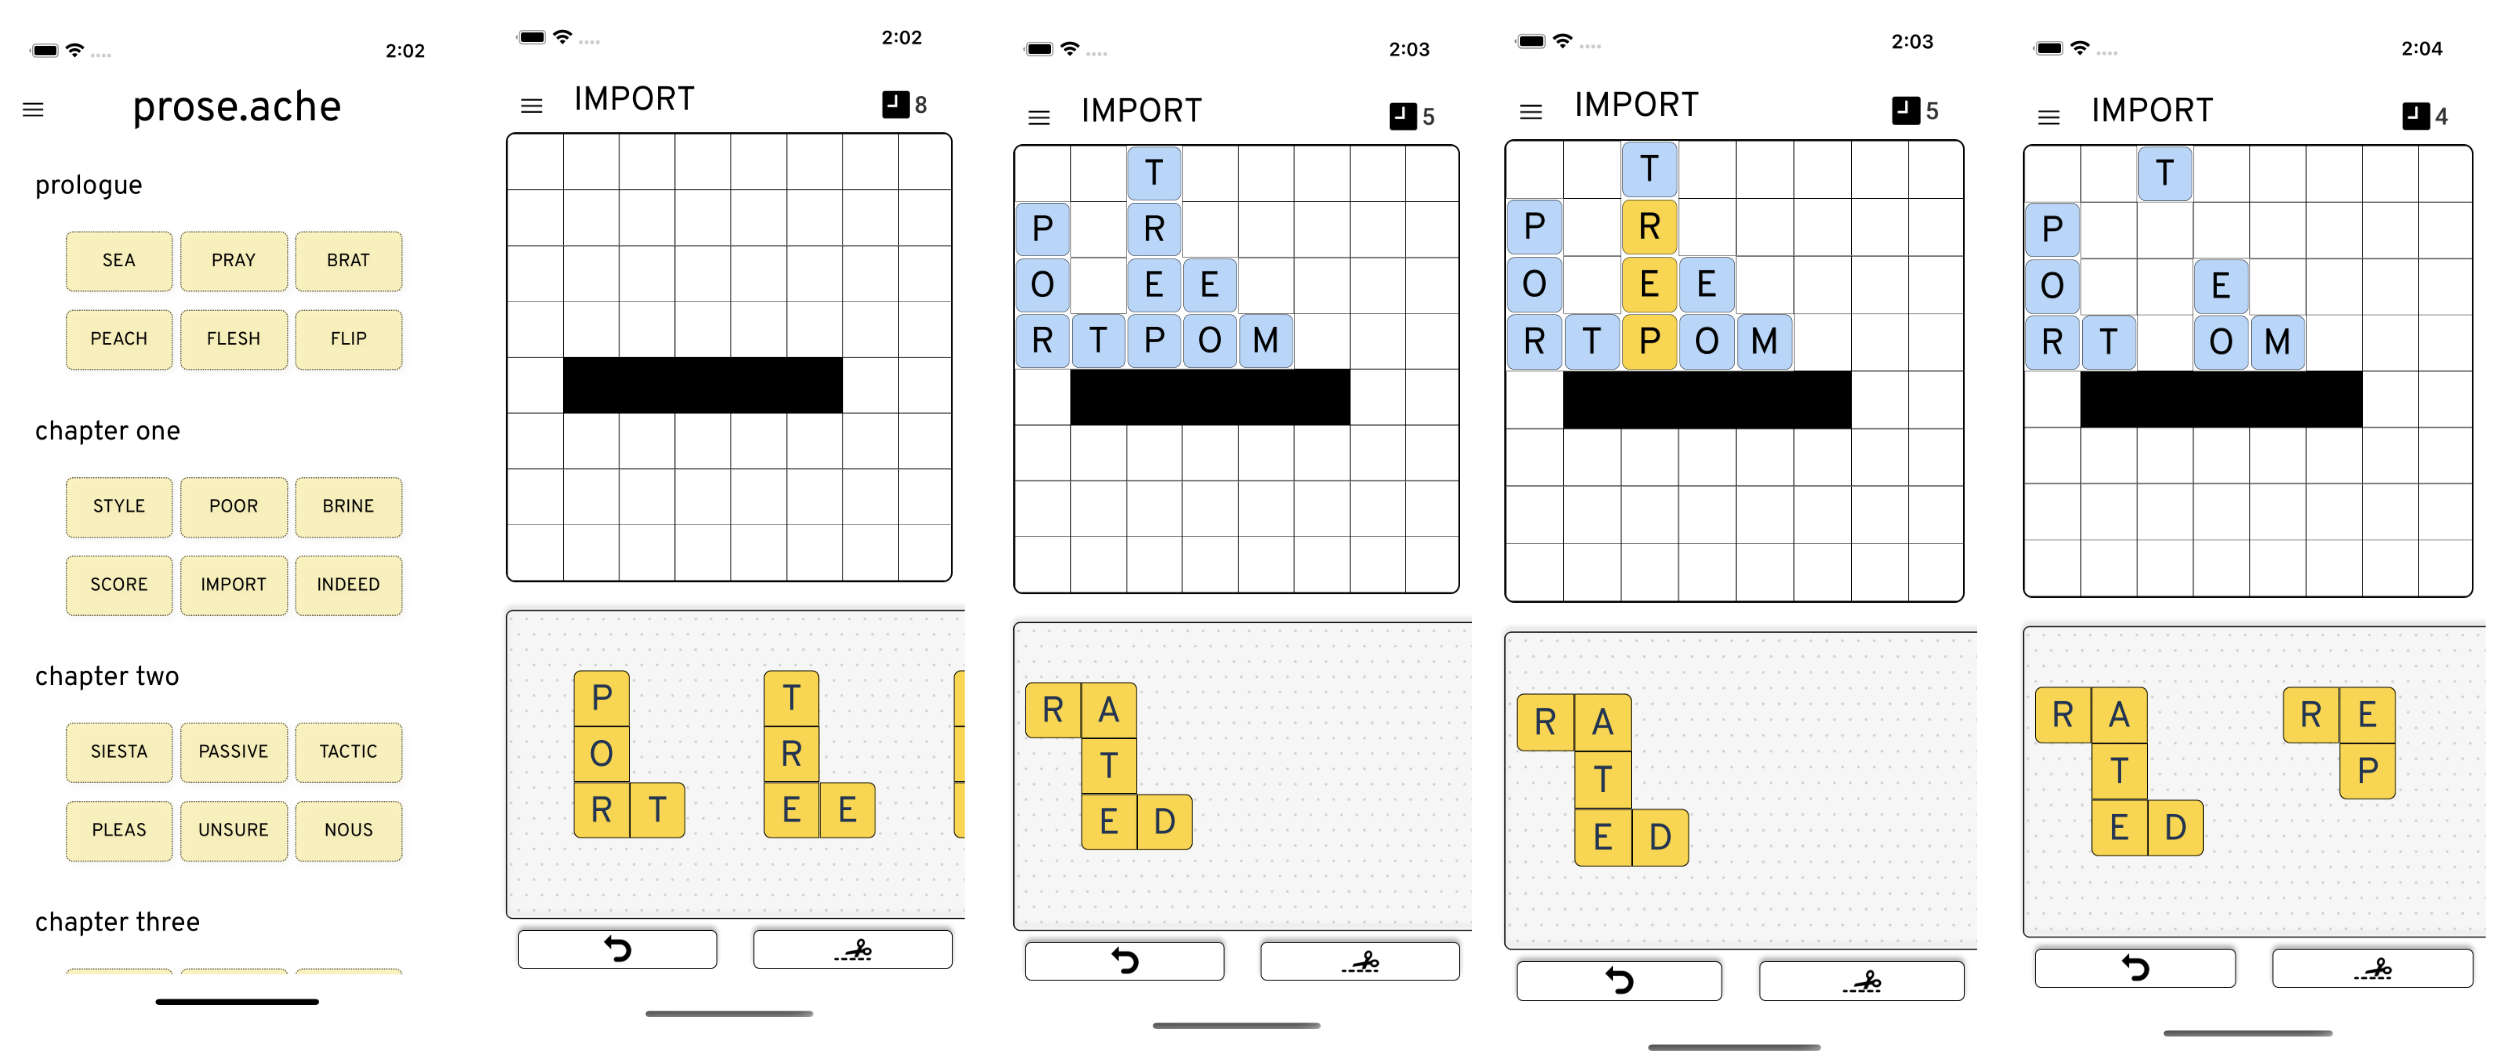 2:02
prose.ache
prologue
SEA PRAY BRAT
PEACH FLESH FLIP
chapter one
STYLE POOR BRINE
SCORE IMPORT INDEED
chapter two
SIESTA PASSIVE TACTIC
PLEAS UNSURE NOUS
chapter three
2:02
IMPORT 8
P T
O R
R T E E
2:03
IMPORT 5
T
P R
O E E
R T P O M
R A
T
E D
2:03
IMPORT 5
T
P R
O E E
R T P O M
R A
T
E D
2:04
IMPORT 4
T
P
O E
R T O M
R A R E
T P
E D